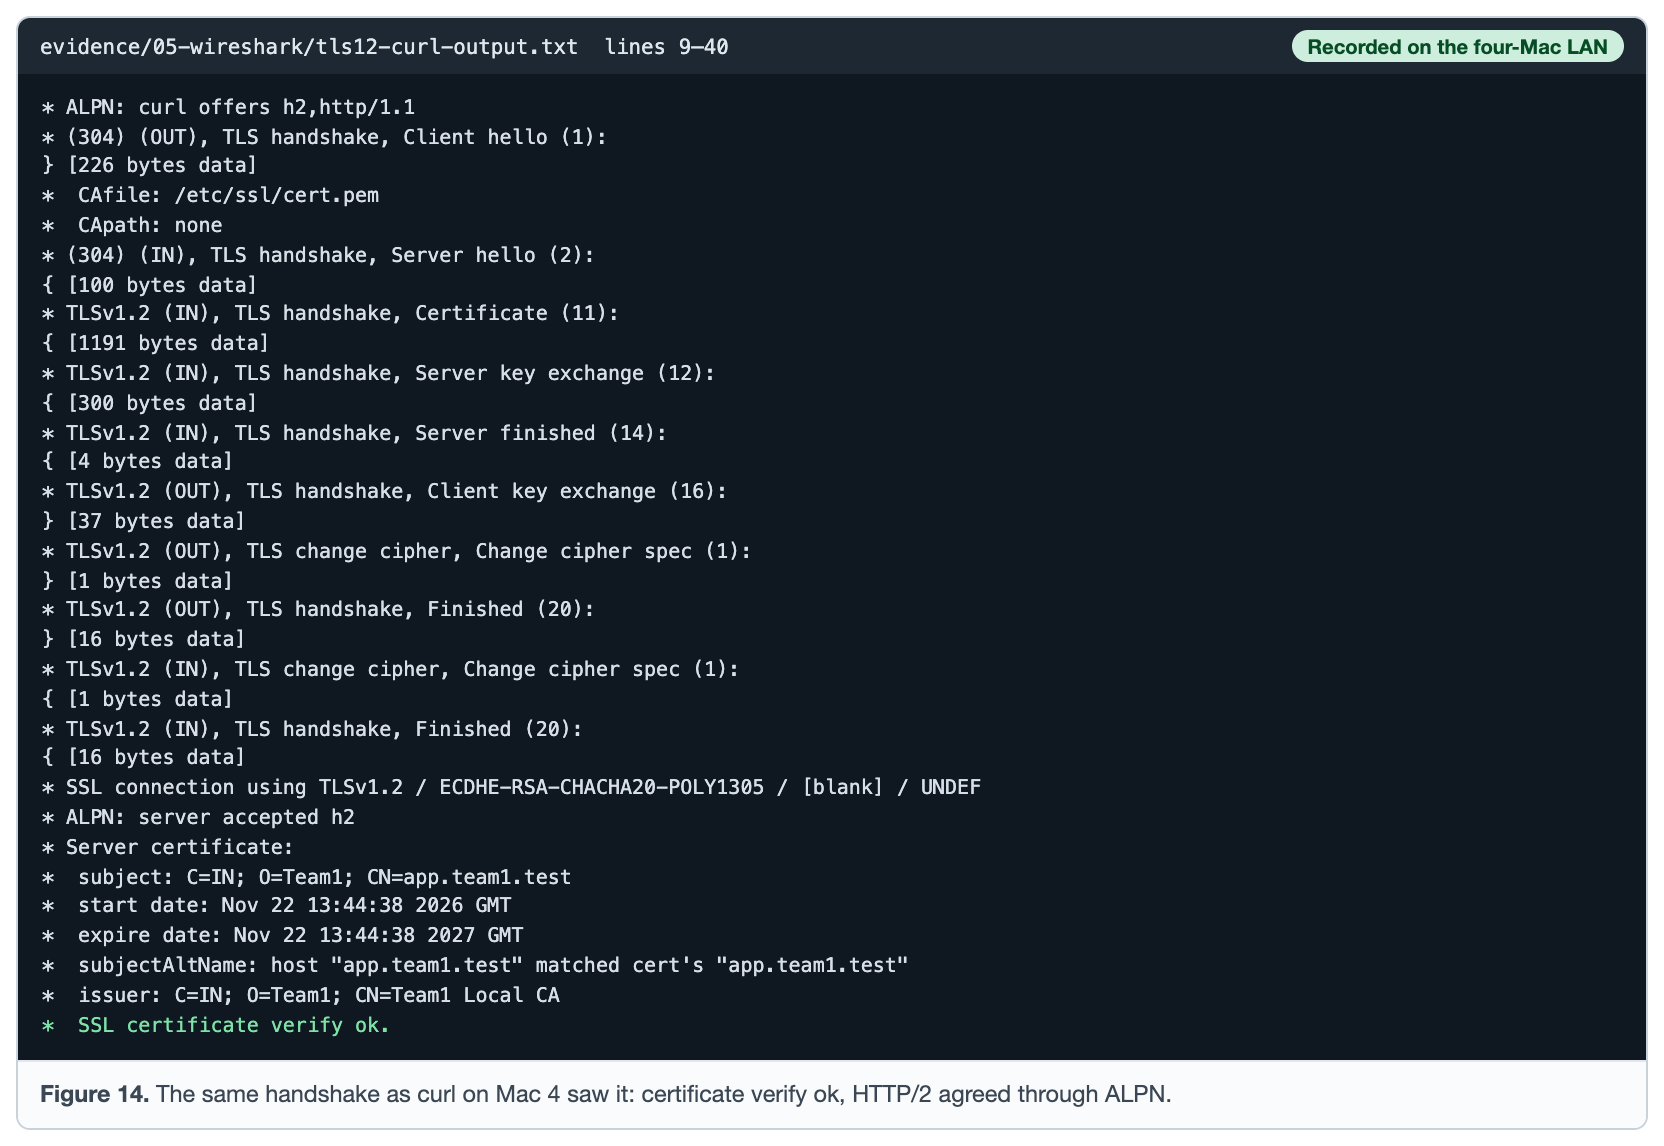 evidence/05-wireshark/tls12-curl-output.txt  lines 9–40
Recorded on the four-Mac LAN
* ALPN: curl offers h2,http/1.1
* (304) (OUT), TLS handshake, Client hello (1):
} [226 bytes data]
*  CAfile: /etc/ssl/cert.pem
*  CApath: none
* (304) (IN), TLS handshake, Server hello (2):
{ [100 bytes data]
* TLSv1.2 (IN), TLS handshake, Certificate (11):
{ [1191 bytes data]
* TLSv1.2 (IN), TLS handshake, Server key exchange (12):
{ [300 bytes data]
* TLSv1.2 (IN), TLS handshake, Server finished (14):
{ [4 bytes data]
* TLSv1.2 (OUT), TLS handshake, Client key exchange (16):
} [37 bytes data]
* TLSv1.2 (OUT), TLS change cipher, Change cipher spec (1):
} [1 bytes data]
* TLSv1.2 (OUT), TLS handshake, Finished (20):
} [16 bytes data]
* TLSv1.2 (IN), TLS change cipher, Change cipher spec (1):
{ [1 bytes data]
* TLSv1.2 (IN), TLS handshake, Finished (20):
{ [16 bytes data]
* SSL connection using TLSv1.2 / ECDHE-RSA-CHACHA20-POLY1305 / [blank] / UNDEF
* ALPN: server accepted h2
* Server certificate:
*  subject: C=IN; O=Team1; CN=app.team1.test
*  start date: Nov 22 13:44:38 2026 GMT
*  expire date: Nov 22 13:44:38 2027 GMT
*  subjectAltName: host "app.team1.test" matched cert's "app.team1.test"
*  issuer: C=IN; O=Team1; CN=Team1 Local CA
*  SSL certificate verify ok.
Figure 14. The same handshake as curl on Mac 4 saw it: certificate verify ok, HTTP/2 agreed through ALPN.